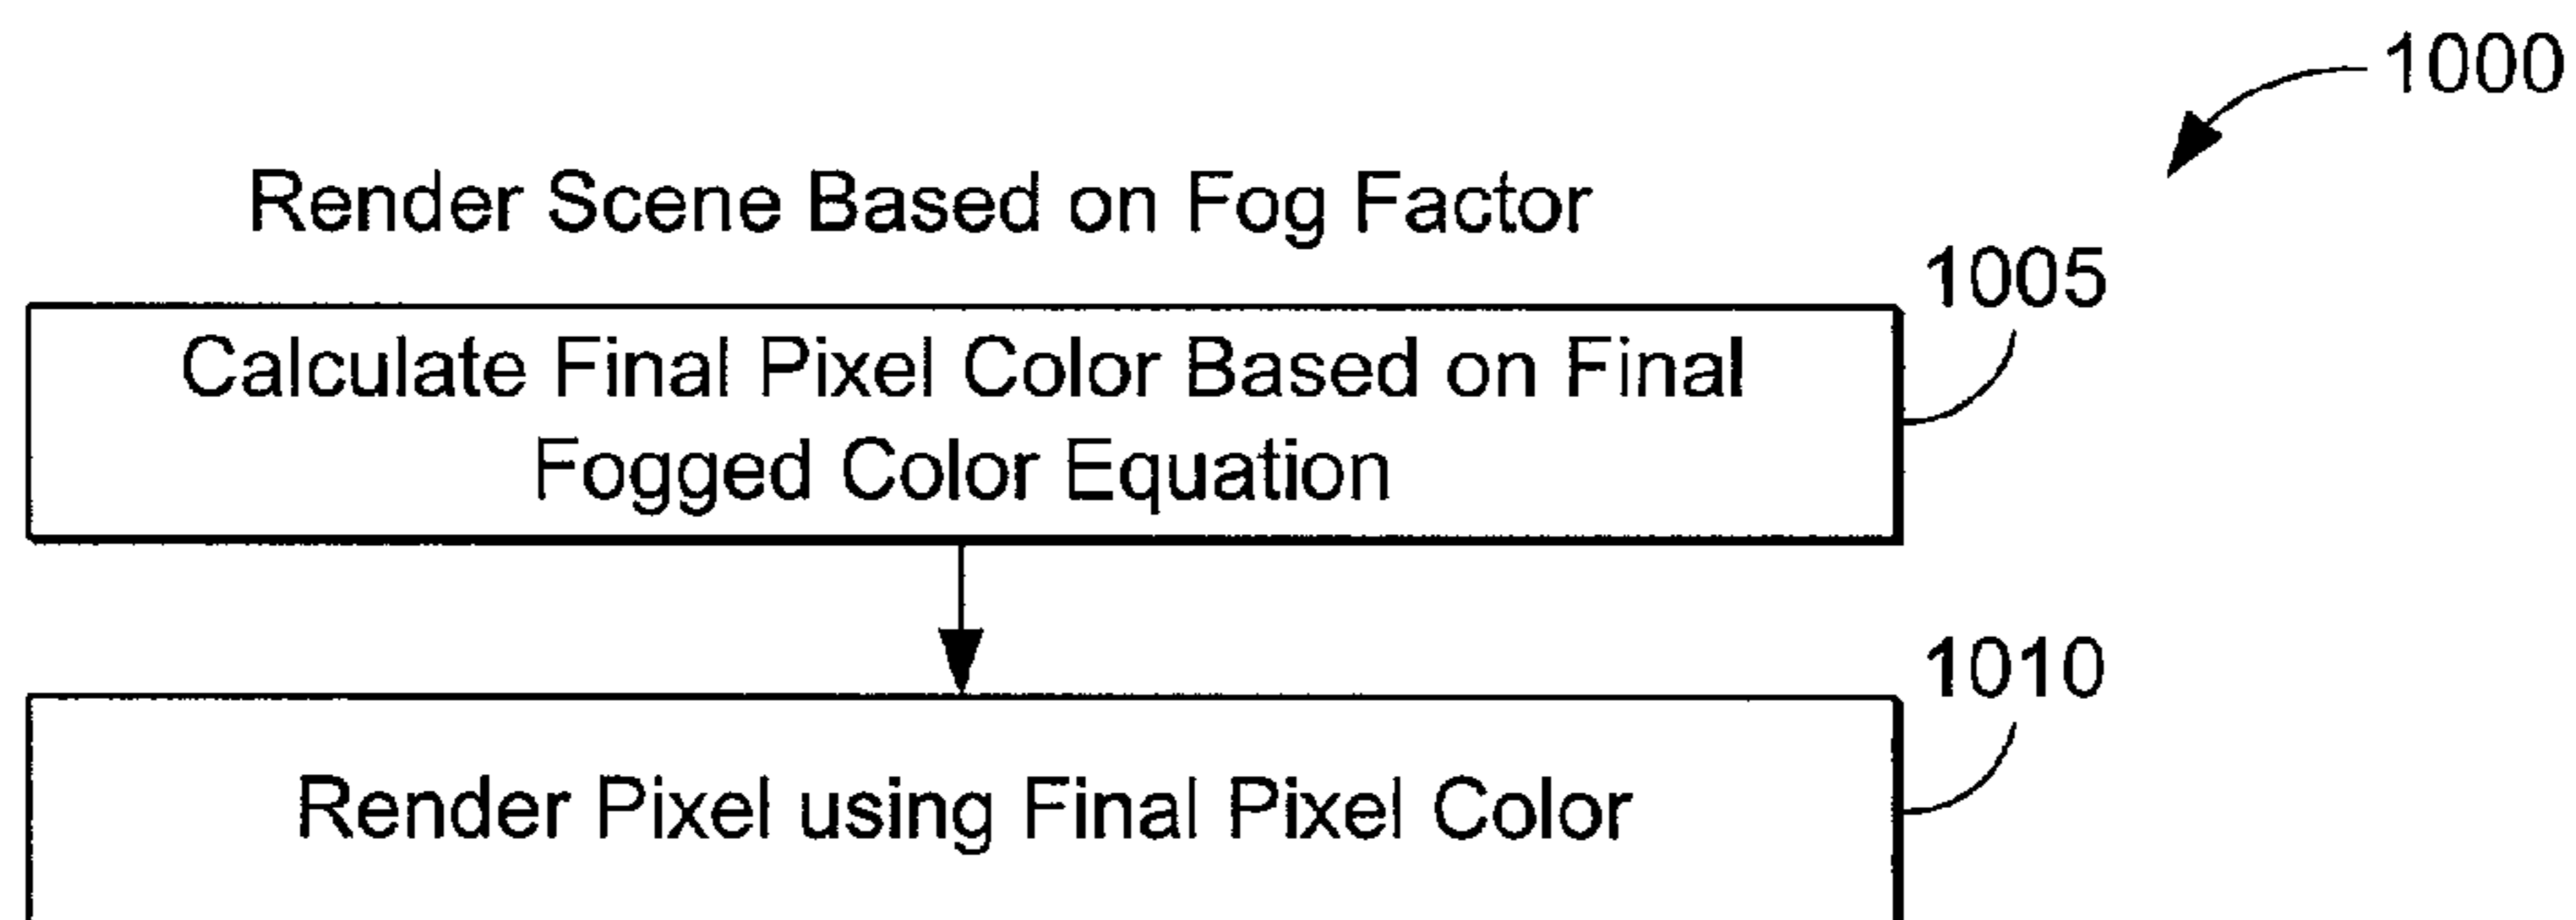 1000
Render Scene Based on Fog Factor
1005
Calculate Final Pixel Color Based on Final
Fogged Color Equation
1010
Render Pixel using Final Pixel Color